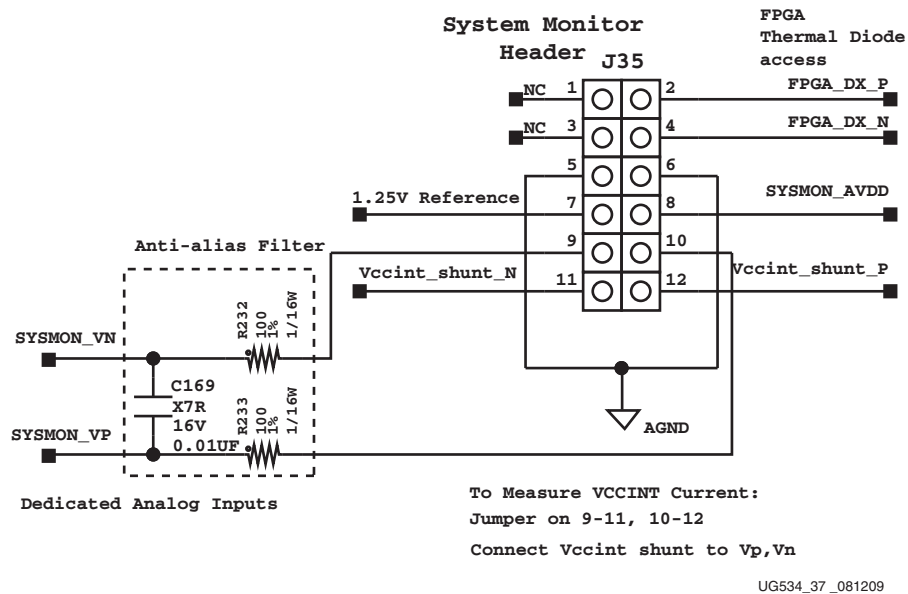 System Monitor
Header
J35
FPGA
Thermal Diode
access
NC
1
2
FPGA_DX_P
NC
3
4
FPGA_DX_N
5
6
1.25V Reference
7
8
SYSMON_AVDD
Anti-alias Filter
9
10
Vccint_shunt_N
11
12
Vccint_shunt_P
SYSMON_VN
R232
100
1%
1/16W
C169
X7R
16V
0.01UF
R233
100
1%
1/16W
SYSMON_VP
AGND
Dedicated Analog Inputs
To Measure VCCINT Current:
Jumper on 9-11, 10-12
Connect Vccint shunt to Vp,Vn
UG534_37 _081209